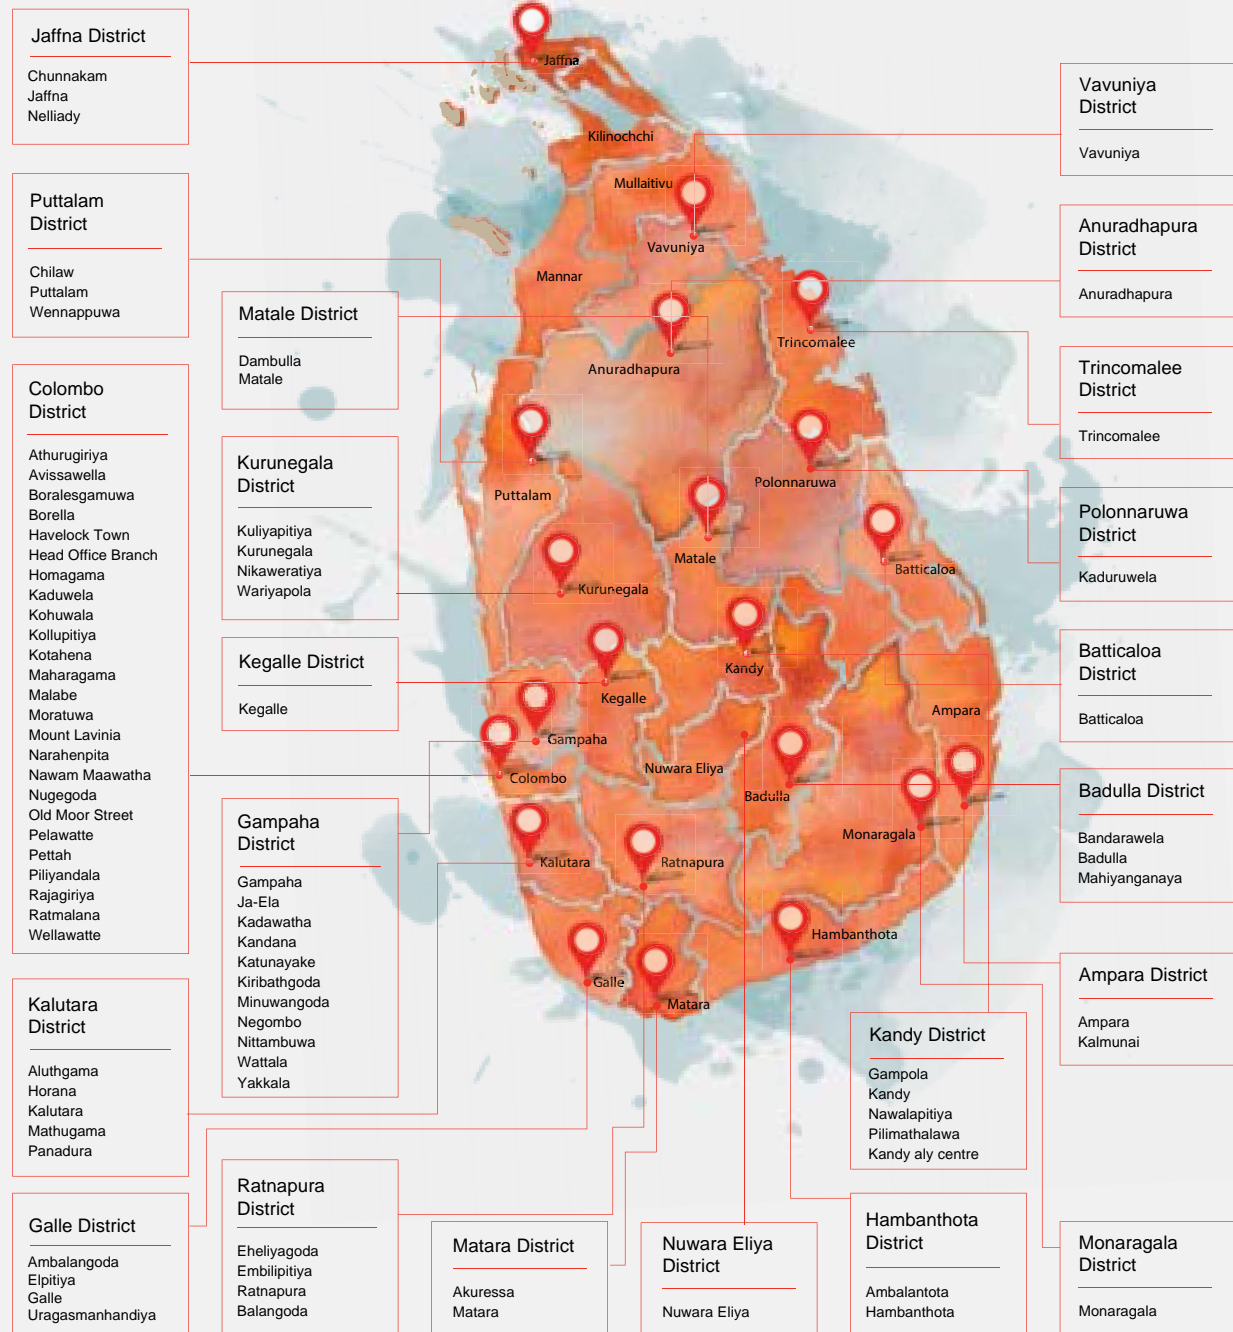 Jaffna District
Chunnakam
Jaffna
Nelliady
Puttalam
District
Chilaw
Puttalam
Wennappuwa
Colombo
District
Athurugiriya
Avissawella
Boralesgamuwa
Borella
Havelock Town
Head Office Branch
Homagama
Kaduwela
Kohuwala
Kollupitiya
Kotahena
Maharagama
Malabe
Moratuwa
Mount Lavinia
Narahenpita
Nawam Maawatha
Nugegoda
Old Moor Street
Pelawatte
Pettah
Piliyandala
Rajagiriya
Ratmalana
Wellawatte
Kalutara
District
Aluthgama
Horana
Kalutara
Mathugama
Panadura
Galle District
Ambalangoda
Elpitiya
Galle
Uragasmanhandiya
Matale District
Dambulla
Matale
Kurunegala
District
Kuliyapitiya
Kurunegala
Nikaweratiya
Wariyapola
Kegalle District
Kegalle
Gampaha
District
Gampaha
Ja-Ela
Kadawatha
Kandana
Katunayake
Kiribathgoda
Minuwangoda
Negombo
Nittambuwa
Wattala
Yakkala
Ratnapura
District
Eheliyagoda
Embilipitiya
Ratnapura
Balangoda
Jaffna
Kilinochchi
Mullaitivu
Vavuniya
Mannar
Trincomalee
Anuradhapura
Puttalam
Polonnaruwa
Matale
Batticaloa
Kurunegala
Kandy
Kegalle
Ampara
Gampaha
Nuwara Eliya
Colombo
Badulla
Monaragala
Kalutara
Ratnapura
Hambanthota
Galle
Matara
Matara District
Akuressa
Matara
Nuwara Eliya
District
Nuwara Eliya
Kandy District
Gampola
Kandy
Nawalapitiya
Pilimathalawa
Kandy aly centre
Hambanthota
District
Ambalantota
Hambanthota
Vavuniya
District
Vavuniya
Anuradhapura
District
Anuradhapura
Trincomalee
District
Trincomalee
Polonnaruwa
District
Kaduruwela
Batticaloa
District
Batticaloa
Badulla District
Bandarawela
Badulla
Mahiyanganaya
Ampara District
Ampara
Kalmunai
Monaragala
District
Monaragala